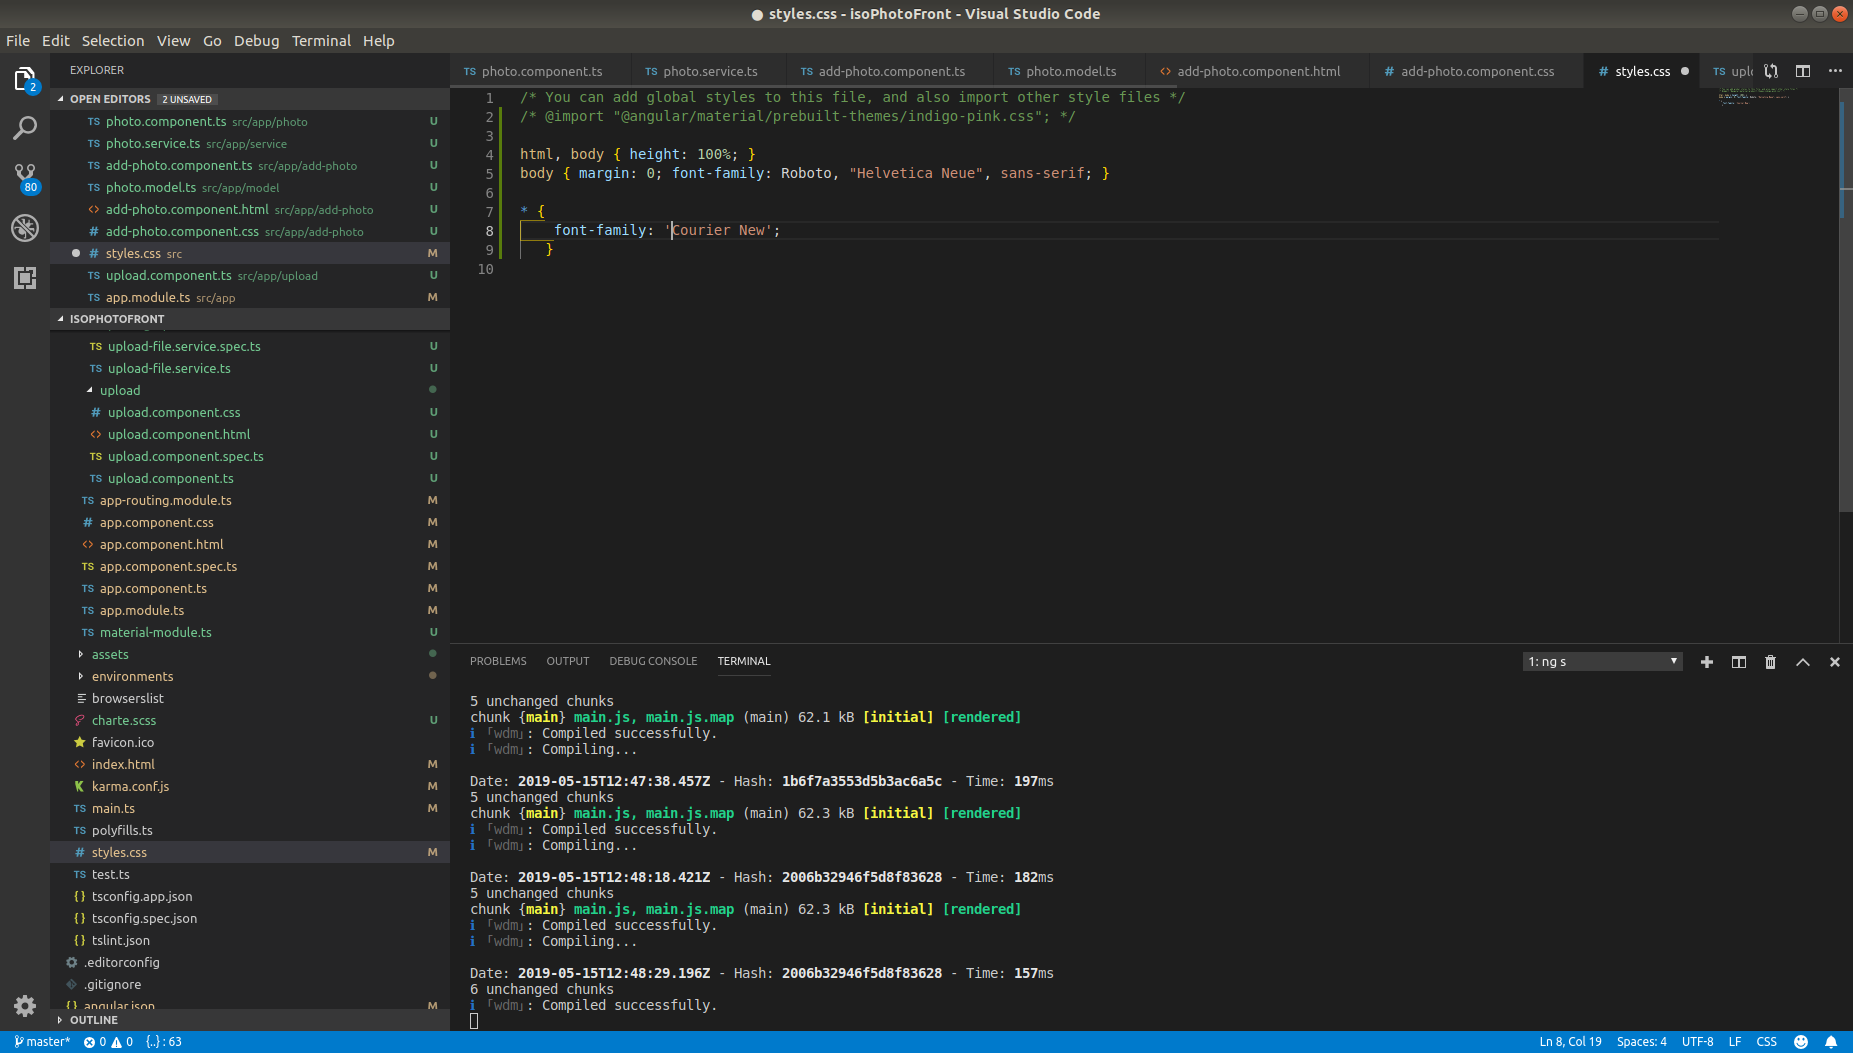 ● styles.css - isoPhotoFront - Visual Studio Code
File Edit Selection View Go Debug Terminal Help
2
80
EXPLORER
OPEN EDITORS 2 UNSAVED
TS photo.component.ts src/app/photo U
TS photo.service.ts src/app/service U
TS add-photo.component.ts src/app/add-photo U
TS photo.model.ts src/app/model U
<> add-photo.component.html src/app/add-photo U
# add-photo.component.css src/app/add-photo U
● # styles.css src M
TS upload.component.ts src/app/upload U
TS app.module.ts src/app M
ISOPHOTOFRONT
TS upload-file.service.spec.ts U
TS upload-file.service.ts U
upload
# upload.component.css U
<> upload.component.html U
TS upload.component.spec.ts U
TS upload.component.ts U
TS app-routing.module.ts M
# app.component.css M
<> app.component.html M
TS app.component.spec.ts M
TS app.component.ts M
TS app.module.ts M
TS material-module.ts U
assets
environments
browserslist
charte.scss U
favicon.ico
<> index.html M
karma.conf.js M
TS main.ts M
TS polyfills.ts
# styles.css M
TS test.ts
{} tsconfig.app.json
{} tsconfig.spec.json
{} tslint.json
.editorconfig
.gitignore
{} angular.json M
OUTLINE
TS photo.component.ts TS photo.service.ts TS add-photo.component.ts TS photo.model.ts <> add-photo.component.html # add-photo.component.css # styles.css ● TS uplo
1 /* You can add global styles to this file, and also import other style files */
2 /* @import "@angular/material/prebuilt-themes/indigo-pink.css"; */
3
4 html, body { height: 100%; }
5 body { margin: 0; font-family: Roboto, "Helvetica Neue", sans-serif; }
6
7 * {
8 font-family: 'Courier New';
9 }
10
PROBLEMS OUTPUT DEBUG CONSOLE TERMINAL 1: ng s
5 unchanged chunks
chunk {main} main.js, main.js.map (main) 62.1 kB [initial] [rendered]
ℹ ｢wdm｣: Compiled successfully.
ℹ ｢wdm｣: Compiling...
Date: 2019-05-15T12:47:38.457Z - Hash: 1b6f7a3553d5b3ac6a5c - Time: 197ms
5 unchanged chunks
chunk {main} main.js, main.js.map (main) 62.3 kB [initial] [rendered]
ℹ ｢wdm｣: Compiled successfully.
ℹ ｢wdm｣: Compiling...
Date: 2019-05-15T12:48:18.421Z - Hash: 2006b32946f5d8f83628 - Time: 182ms
5 unchanged chunks
chunk {main} main.js, main.js.map (main) 62.3 kB [initial] [rendered]
ℹ ｢wdm｣: Compiled successfully.
ℹ ｢wdm｣: Compiling...
Date: 2019-05-15T12:48:29.196Z - Hash: 2006b32946f5d8f83628 - Time: 157ms
6 unchanged chunks
ℹ ｢wdm｣: Compiled successfully.
master* 0 0 {..} : 63 Ln 8, Col 19 Spaces: 4 UTF-8 LF CSS